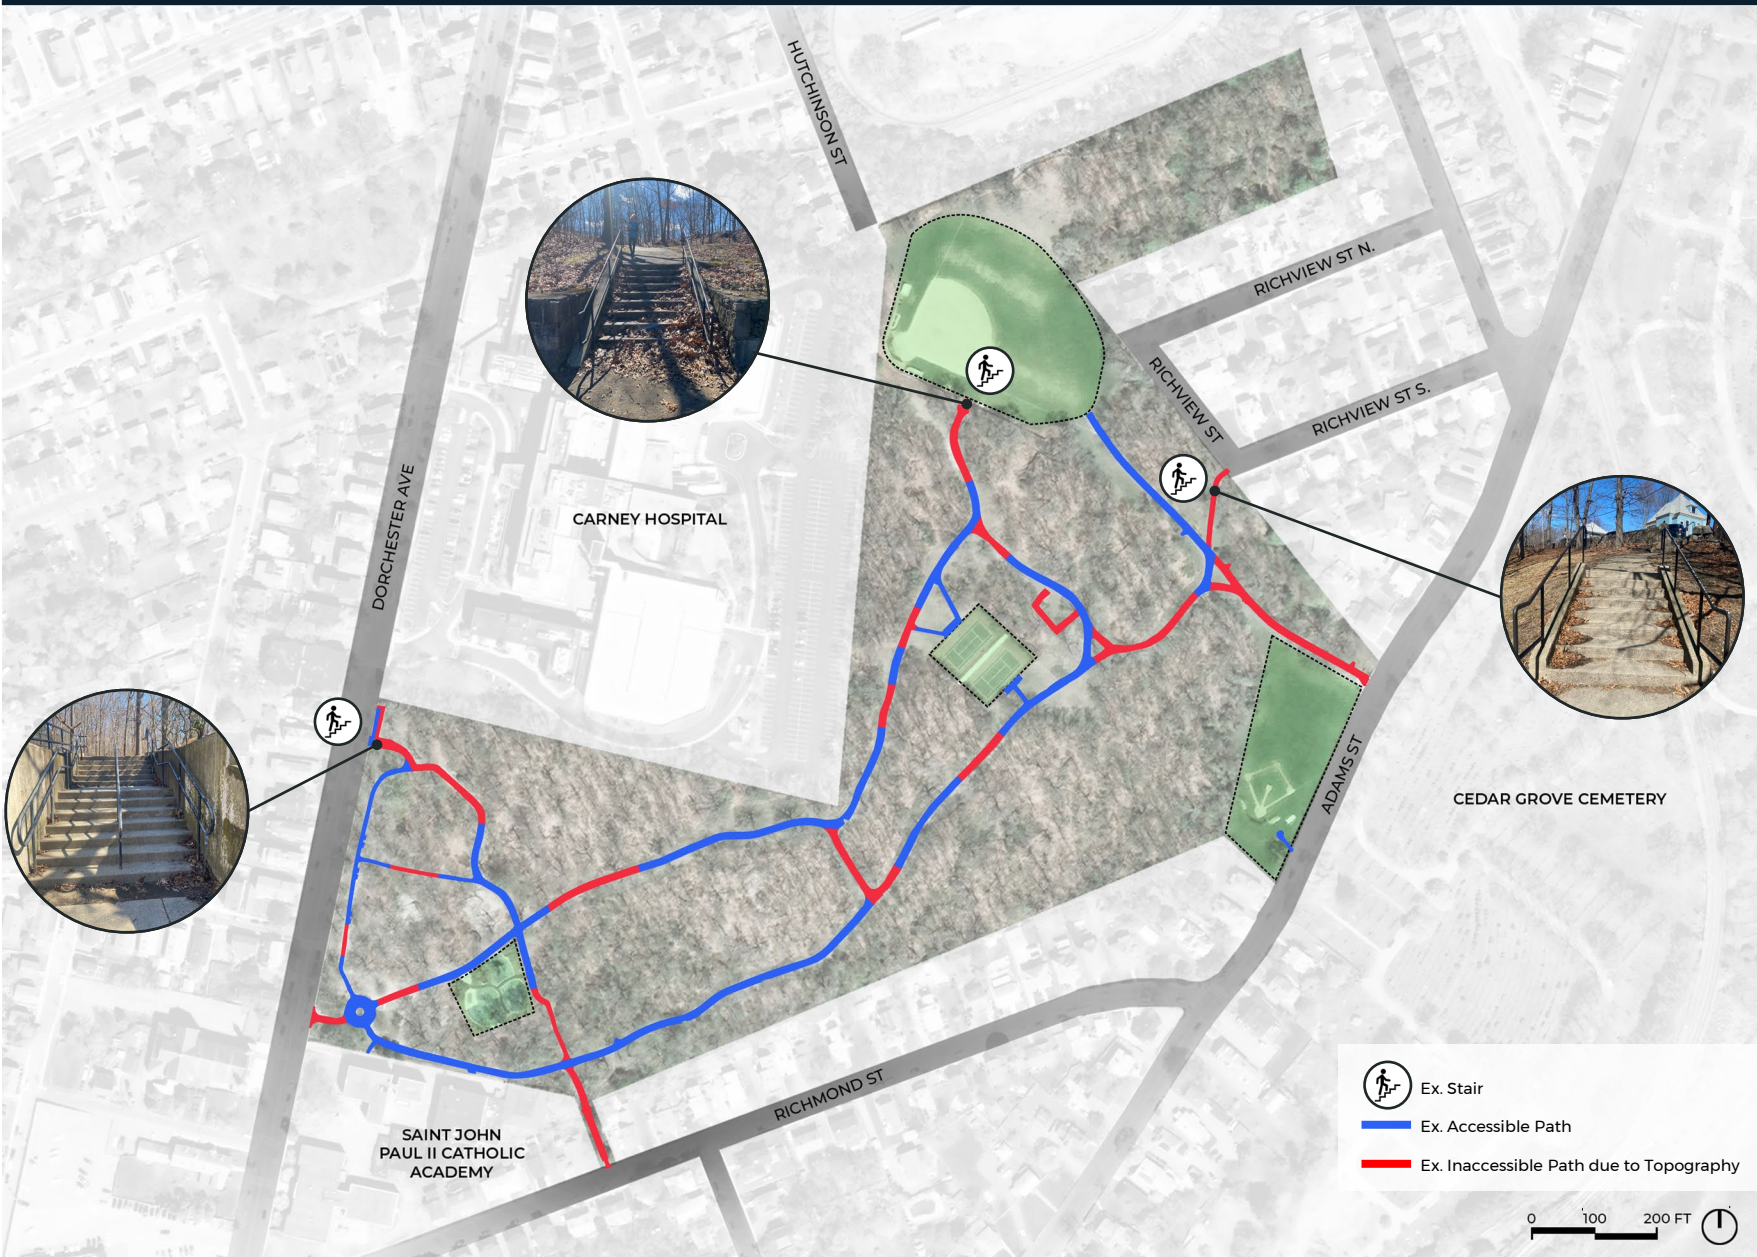 HUTCHINSON ST
RICHVIEW ST N.
RICHVIEW ST
RICHVIEW ST S.
DORCHESTER AVE
CARNEY HOSPITAL
ADAMS ST
CEDAR GROVE CEMETERY
RICHMOND ST
SAINT JOHN
PAUL II CATHOLIC
ACADEMY
Ex. Stair
Ex. Accessible Path
Ex. Inaccessible Path due to Topography
0 100 200 FT